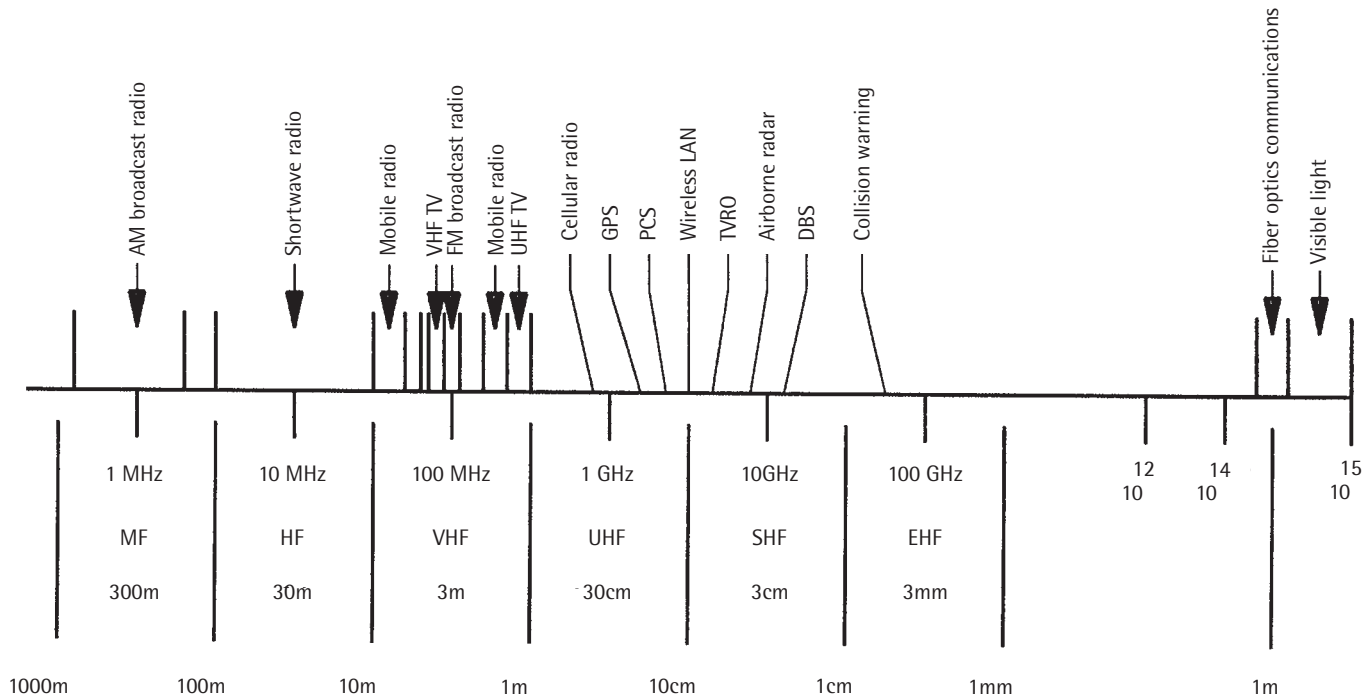 AM broadcast radio
Shortwave radio
Mobile radio
VHF TV
FM broadcast radio
Mobile radio
UHF TV
Cellular radio
GPS
PCS
Wireless LAN
TVRO
Airborne radar
DBS
Collision warning
Fiber optics communications
Visible light
1 MHz
10 MHz
100 MHz
1 GHz
10GHz
100 GHz
12
10
14
10
15
10
MF
HF
VHF
UHF
SHF
EHF
300m
30m
3m
30cm
3cm
3mm
1000m
100m
10m
1m
10cm
1cm
1mm
1m